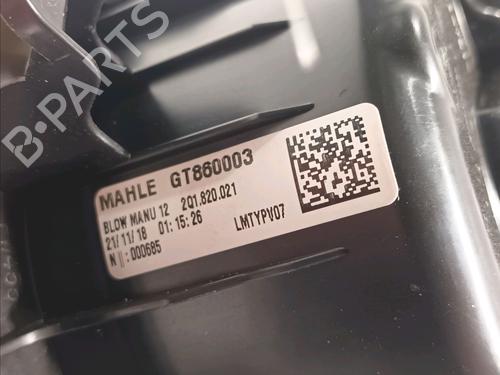 B-PARTS
MAHLE GT860003
BLOW MANU 12 2Q1.820.021
21/11/18 01:15:26
N||:000685
LMTYPV07